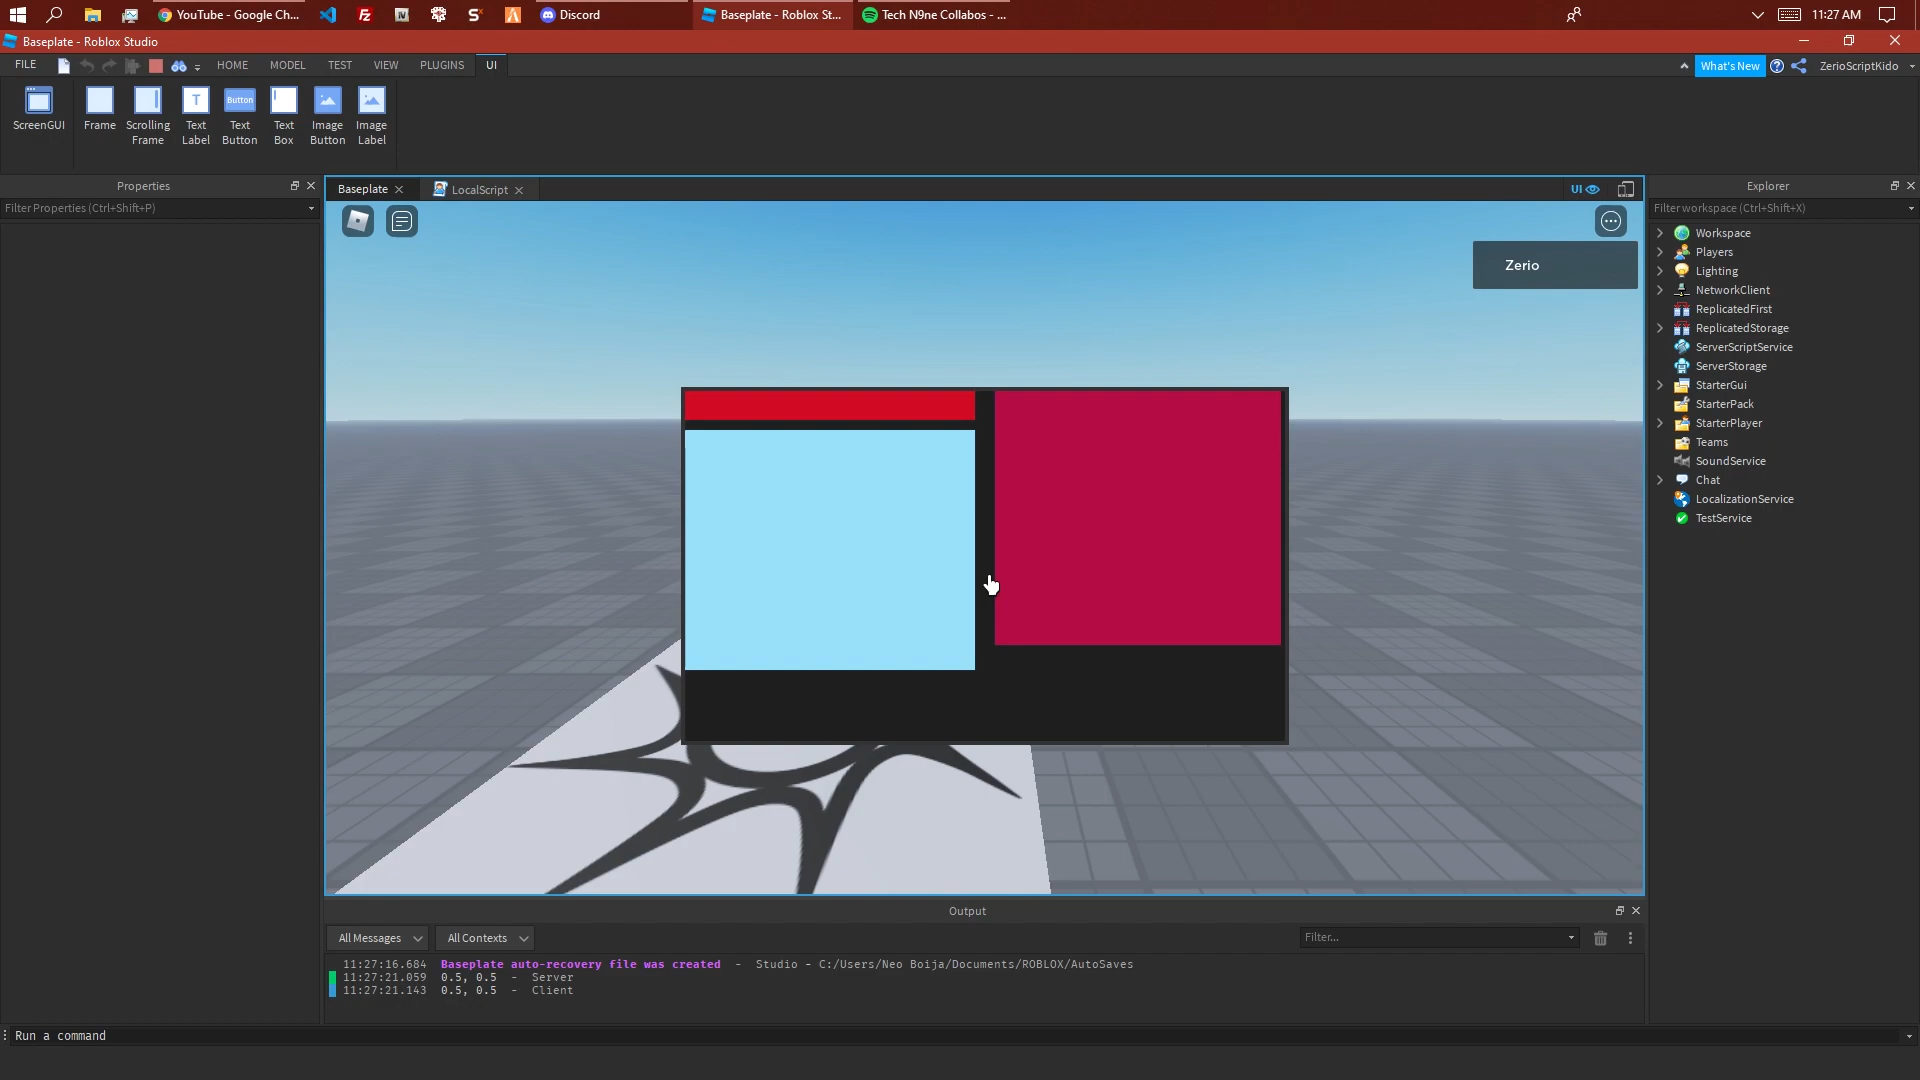 YouTube - Google Ch...
Discord
Baseplate - Roblox St...
Tech N9ne Collabos - ...
11:27 AM
Baseplate - Roblox Studio
FILE
HOME
MODEL
TEST
VIEW
PLUGINS
UI
What's New
ZerioScriptKido
ScreenGUI
Frame
Scrolling
Frame
T
Text
Label
Button
Text
Button
Text
Box
Image
Button
Image
Label
Properties
Filter Properties (Ctrl+Shift+P)
Baseplate
LocalScript
UI
Zerio
Explorer
Filter workspace (Ctrl+Shift+X)
Workspace
Players
Lighting
NetworkClient
ReplicatedFirst
ReplicatedStorage
ServerScriptService
ServerStorage
StarterGui
StarterPack
StarterPlayer
Teams
SoundService
Chat
LocalizationService
TestService
Output
All Messages
All Contexts
Filter...
11:27:16.684 Baseplate auto-recovery file was created - Studio - C:/Users/Neo Boija/Documents/ROBLOX/AutoSaves
11:27:21.059 0.5, 0.5 - Server
11:27:21.143 0.5, 0.5 - Client
Run a command